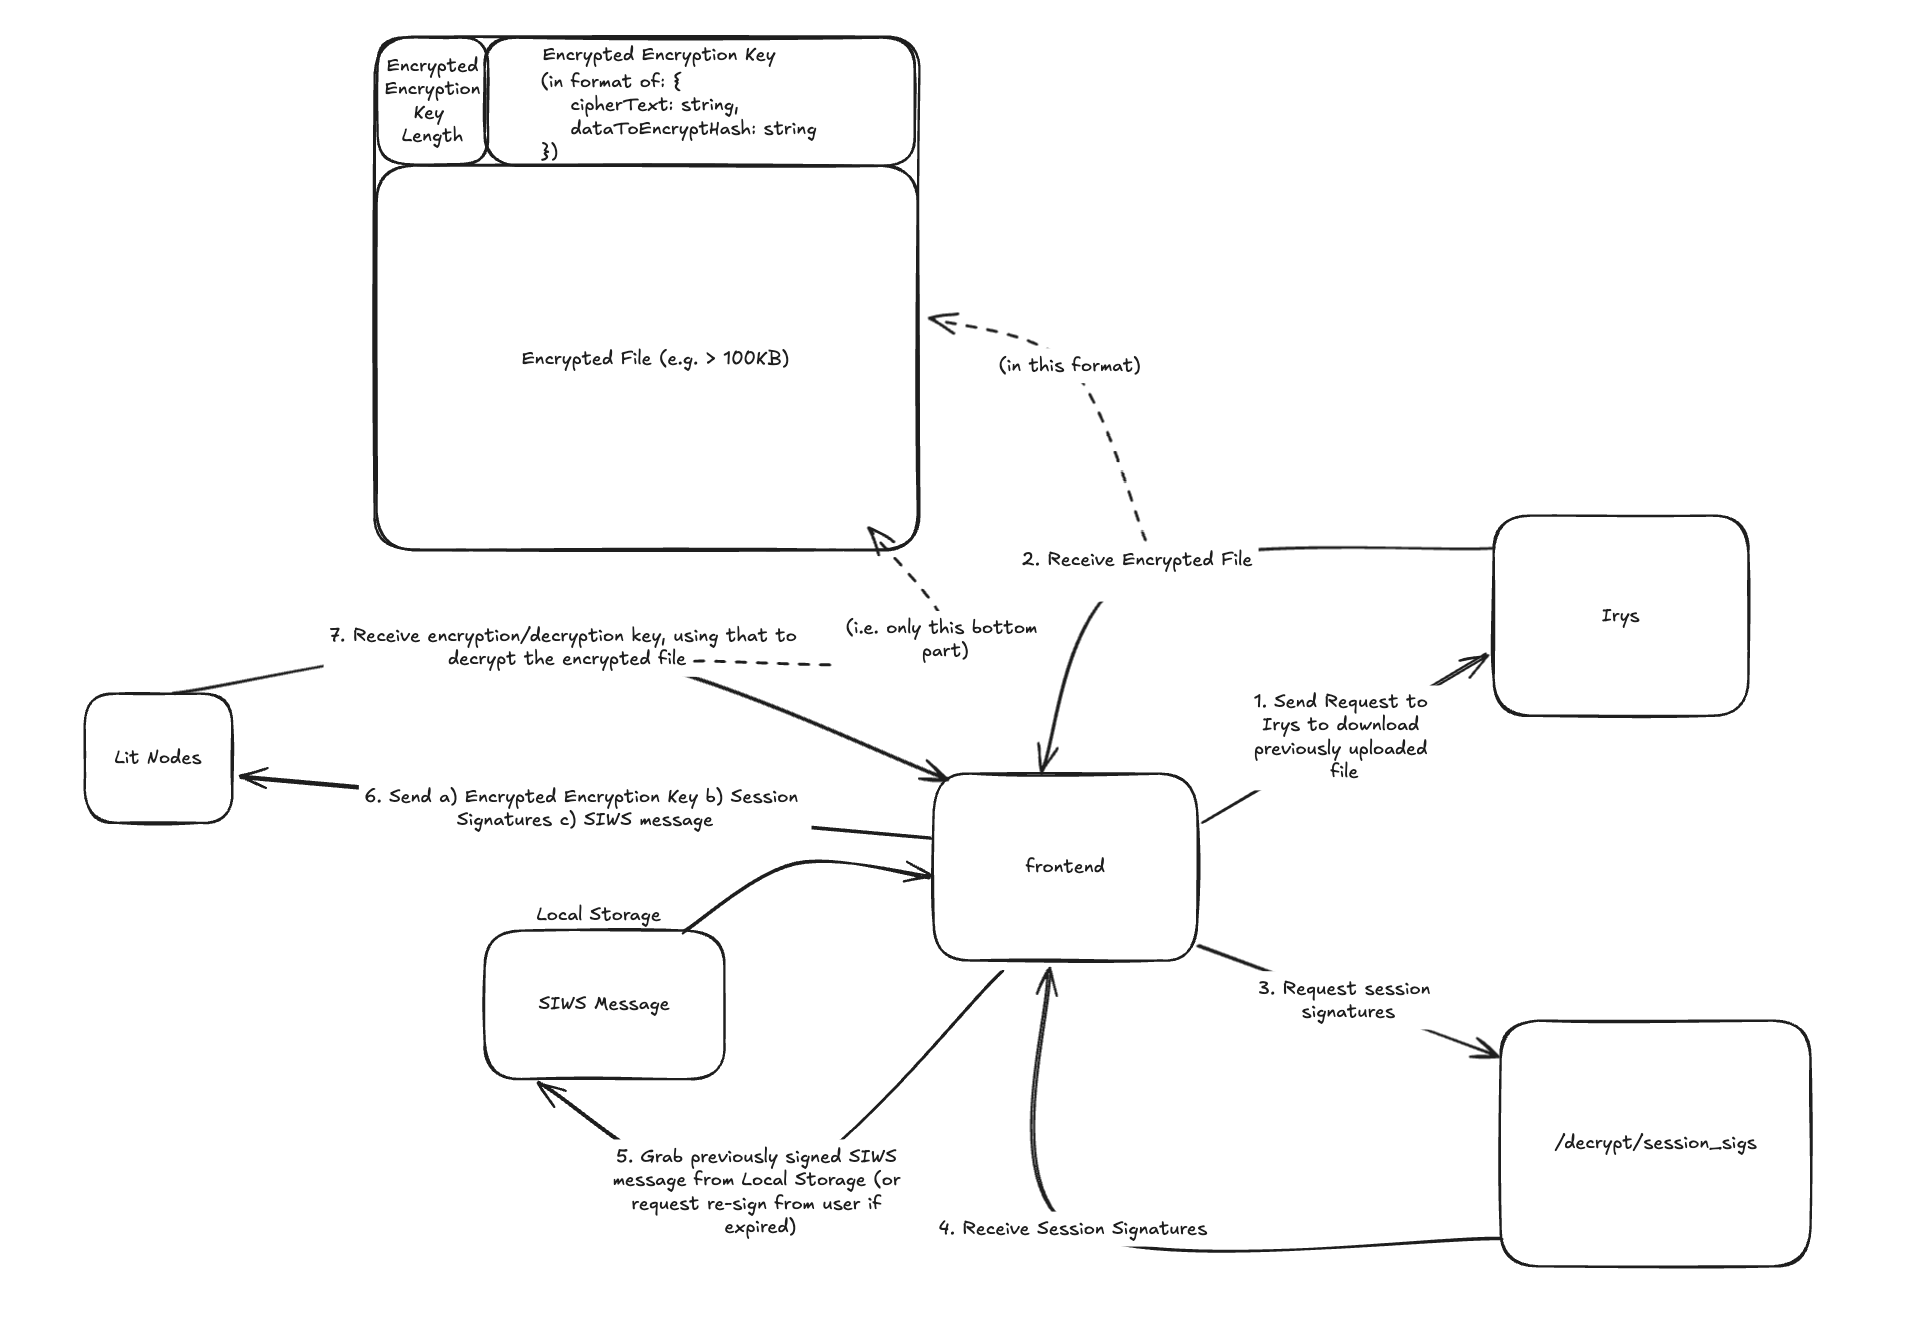 Encrypted
Encryption
Key
Length
Encrypted Encryption Key
(in format of: {
cipherText: string,
dataToEncryptHash: string
})
Encrypted File (e.g. > 100KB)
(in this format)
2. Receive Encrypted File
Irys
(i.e. only this bottom
part)
7. Receive encryption/decryption key, using that to
decrypt the encrypted file
1. Send Request to
Irys to download
previously uploaded
file
Lit Nodes
6. Send a) Encrypted Encryption Key b) Session
Signatures c) SIWS message
frontend
Local Storage
SIWS Message
3. Request session
signatures
/decrypt/session_sigs
5. Grab previously signed SIWS
message from Local Storage (or
request re-sign from user if
expired)
4. Receive Session Signatures